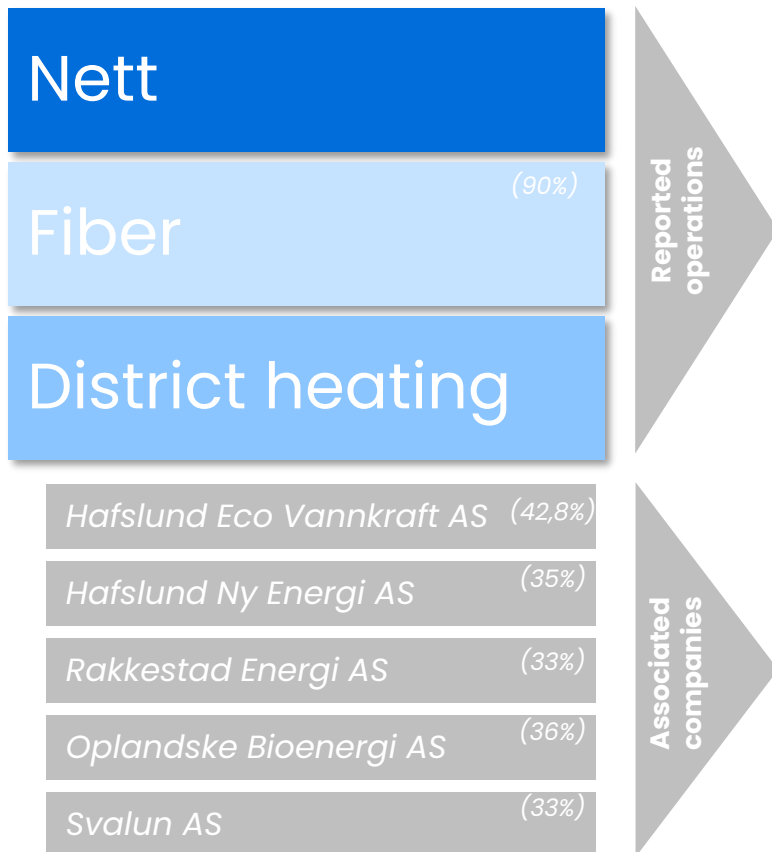 Nett
(90%)
Fiber
District heating
Reported
operations
Hafslund Eco Vannkraft AS (42,8%)
Hafslund Ny Energi AS (35%)
Rakkestad Energi AS (33%)
Oplandske Bioenergi AS (36%)
Svalun AS (33%)
Associated
companies